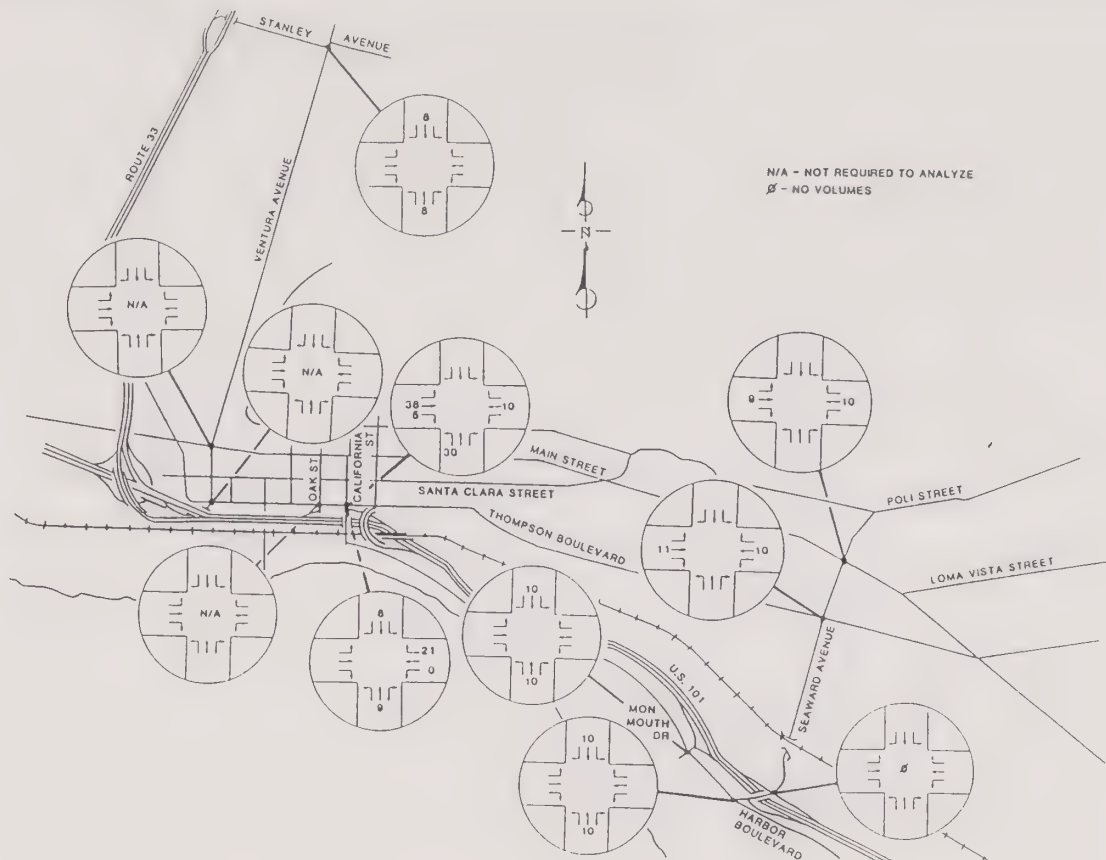 STANLEY AVENUE
ROUTE 33
VENTURA AVENUE
8
8
N/A - NOT REQUIRED TO ANALYZE
Ø - NO VOLUMES
N
N/A
N/A
38
5
10
30
9
10
OAK ST
CALIFORNIA ST
MAIN STREET
SANTA CLARA STREET
THOMPSON BOULEVARD
POLI STREET
LOMA VISTA STREET
11
10
N/A
8
21
0
9
10
10
U.S. 101
SEAWARD AVENUE
MON
MOUTH
DR
10
10
Ø
HARBOR
BOULEVARD